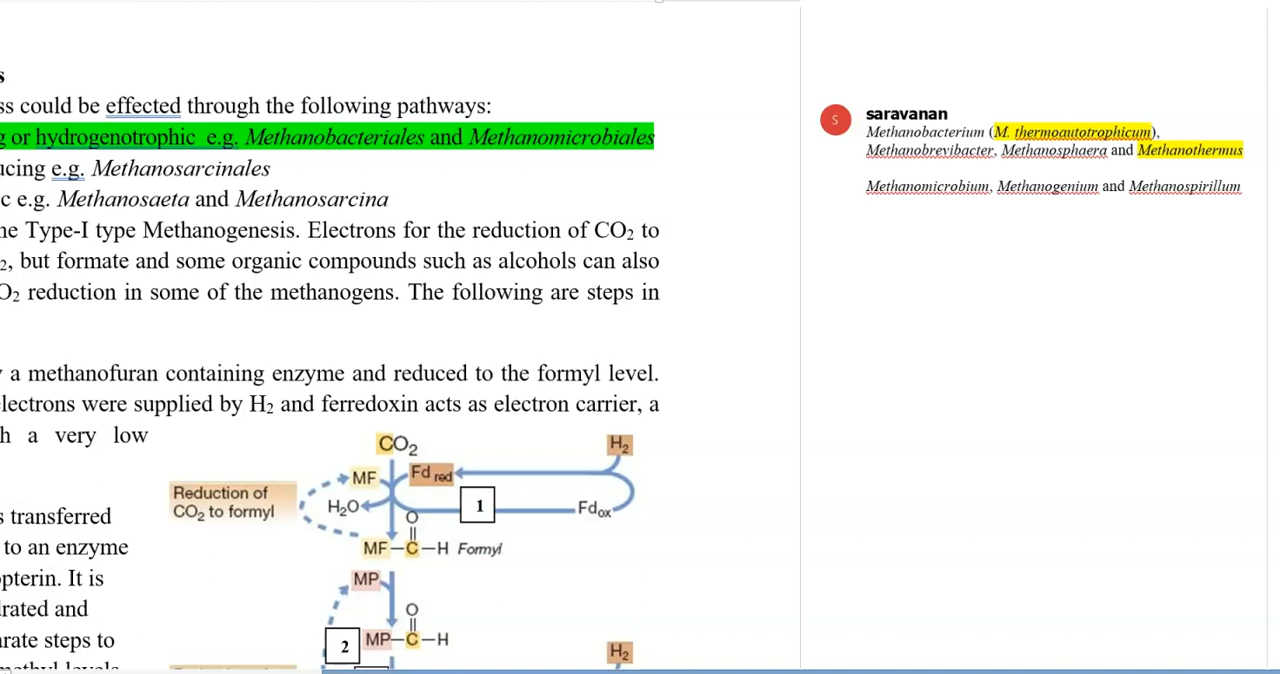 s
ss could be effected through the following pathways:
g or hydrogenotrophic e.g. Methanobacteriales and Methanomicrobiales
ucing e.g. Methanosarcinales
c e.g. Methanosaeta and Methanosarcina
ne Type-I type Methanogenesis. Electrons for the reduction of CO₂ to
₂, but formate and some organic compounds such as alcohols can also
O₂ reduction in some of the methanogens. The following are steps in
a methanofuran containing enzyme and reduced to the formyl level.
lectrons were supplied by H₂ and ferredoxin acts as electron carrier, a
h a very low
s transferred
to an enzyme
pterin. It is
rated and
rate steps to
CO₂
H₂
MF
Fd red
Reduction of
CO₂ to formyl
H₂O
1
Fdox
O
MF–C–H Formyl
MP
O
2
MP–C–H
H₂
S
saravanan
Methanobacterium (M. thermoautotrophicum),
Methanobrevibacter, Methanosphaera and Methanothermus
Methanomicrobium, Methanogenium and Methanospirillum